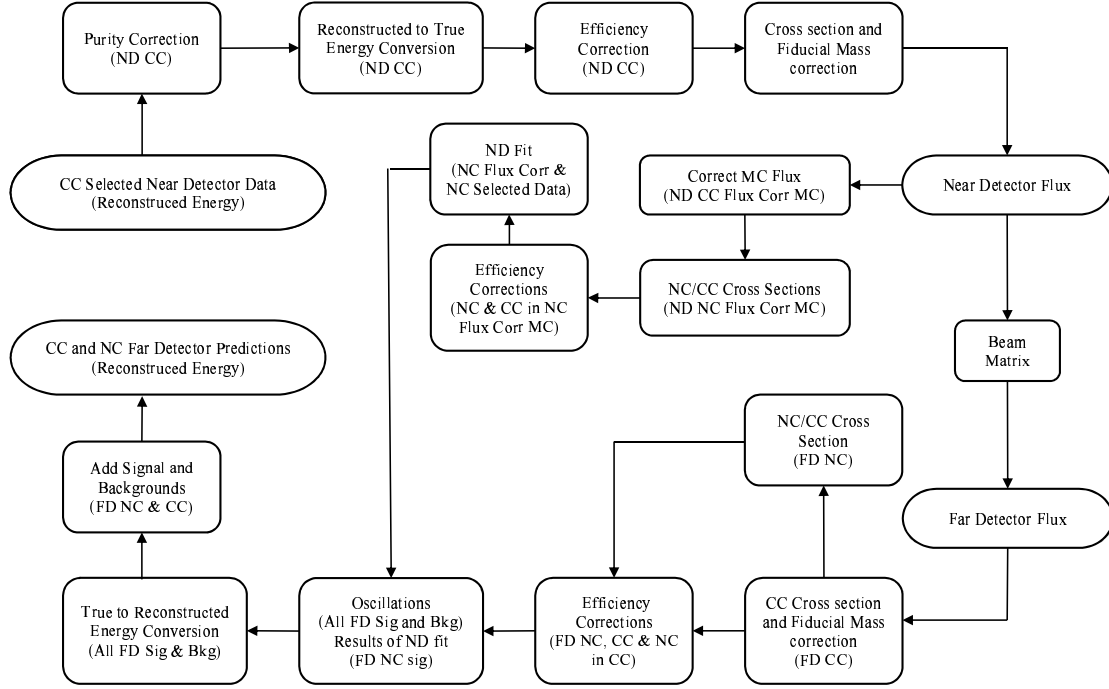 Purity Correction
(ND CC)
Reconstructed to True
Energy Conversion
(ND CC)
Efficiency
Correction
(ND CC)
Cross section and
Fiducial Mass
correction
CC Selected Near Detector Data
(Reconstruced Energy)
ND Fit
(NC Flux Corr &
NC Selected Data)
Correct MC Flux
(ND CC Flux Corr MC)
Near Detector Flux
Efficiency
Corrections
(NC & CC in NC
Flux Corr MC)
NC/CC Cross Sections
(ND NC Flux Corr MC)
CC and NC Far Detector Predictions
(Reconstruced Energy)
Beam
Matrix
Add Signal and
Backgrounds
(FD NC & CC)
NC/CC Cross
Section
(FD NC)
Far Detector Flux
True to Reconstructed
Energy Conversion
(All FD Sig & Bkg)
Oscillations
(All FD Sig and Bkg)
Results of ND fit
(FD NC sig)
Efficiency
Corrections
(FD NC, CC & NC
in CC)
CC Cross section
and Fiducial Mass
correction
(FD CC)